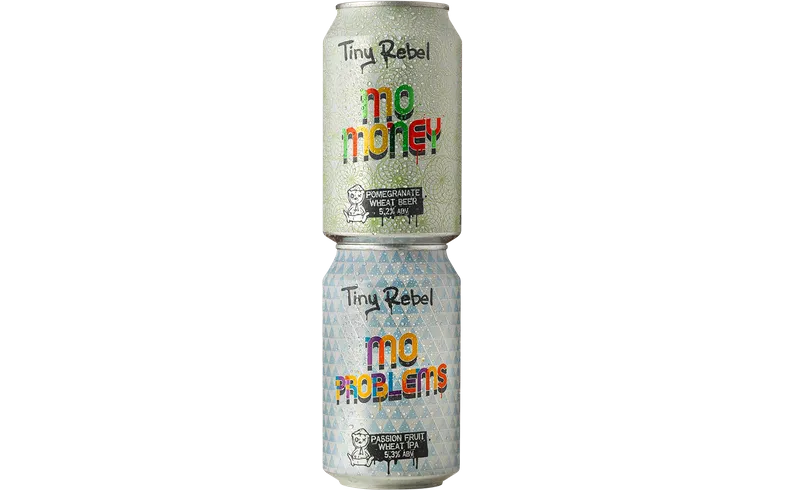 Tiny Rebel
MO
MONEY
POMEGRANATE
WHEAT BEER
5,2% ABV
Tiny Rebel
MO
PROBLEMS
PASSION FRUIT
WHEAT IPA
5,3% ABV